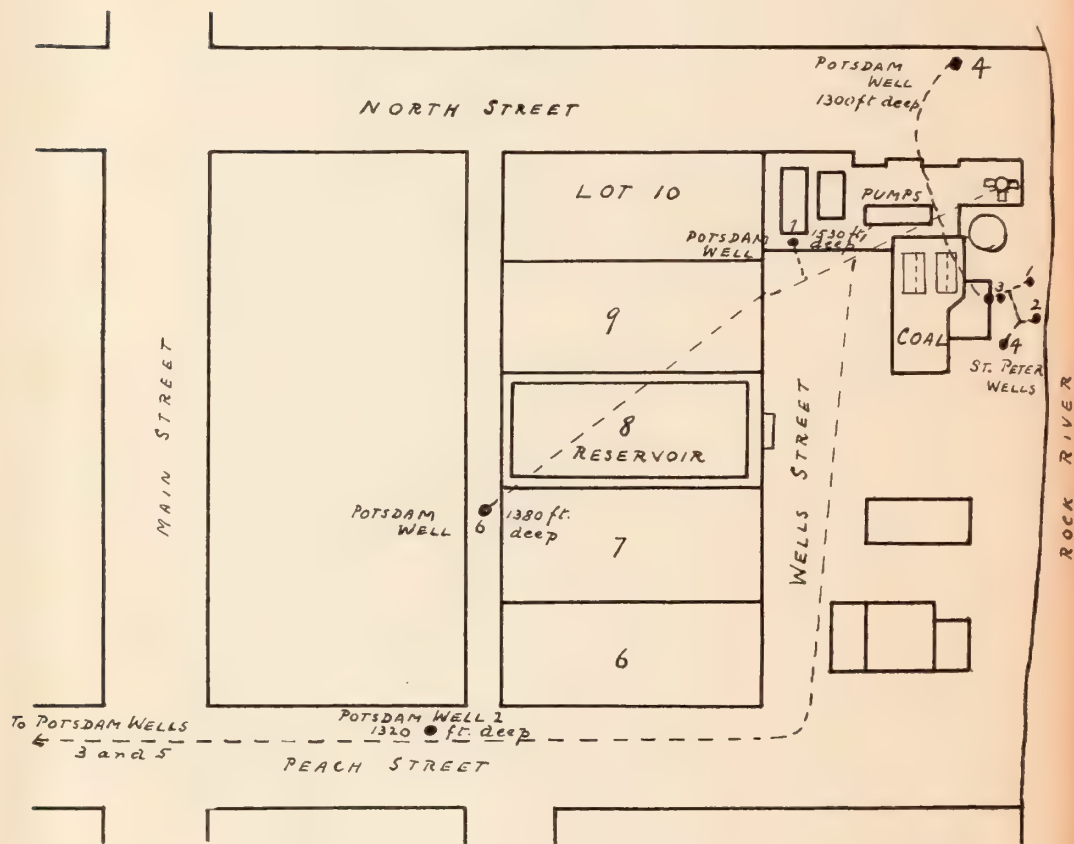 POTSDAM
WELL
1300 ft deep
4
NORTH STREET
LOT 10
PUMPS
POTSDAM
WELL
1
1530 ft.
deep
9
COAL
3
1
2
4
ST. PETER
WELLS
MAIN STREET
8
RESERVOIR
WELLS STREET
ROCK RIVER
POTSDAM
WELL
6
1380 ft.
deep
7
6
TO POTSDAM WELLS
3 and 5
POTSDAM WELL 2
1320 ft. deep
PEACH STREET